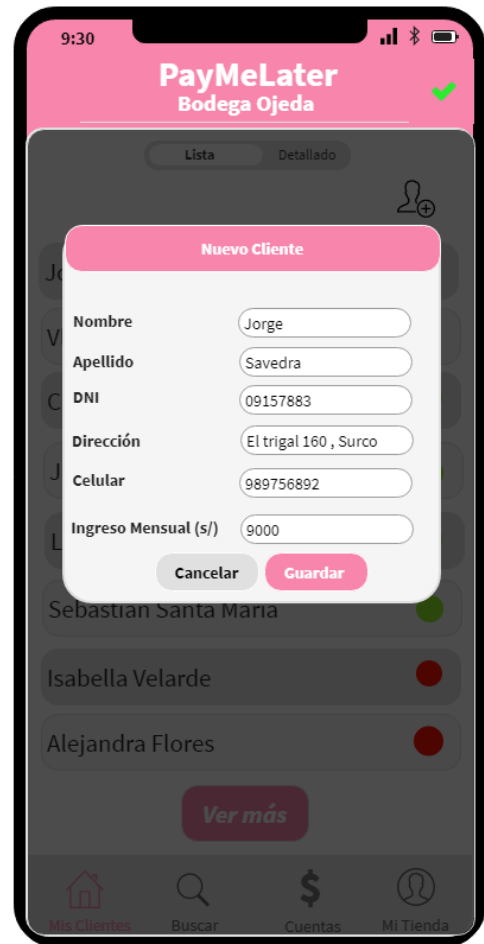 9:30
PayMeLater
Bodega Ojeda
Lista Detallado
Nuevo Cliente
Nombre Jorge
Apellido Savedra
DNI 09157883
Dirección El trigal 160 , Surco
Celular 989756892
Ingreso Mensual (s/) 9000
Cancelar Guardar
Sebastian Santa Maria
Isabella Velarde
Alejandra Flores
Ver más
Mis Clientes Buscar Cuentas Mi Tienda